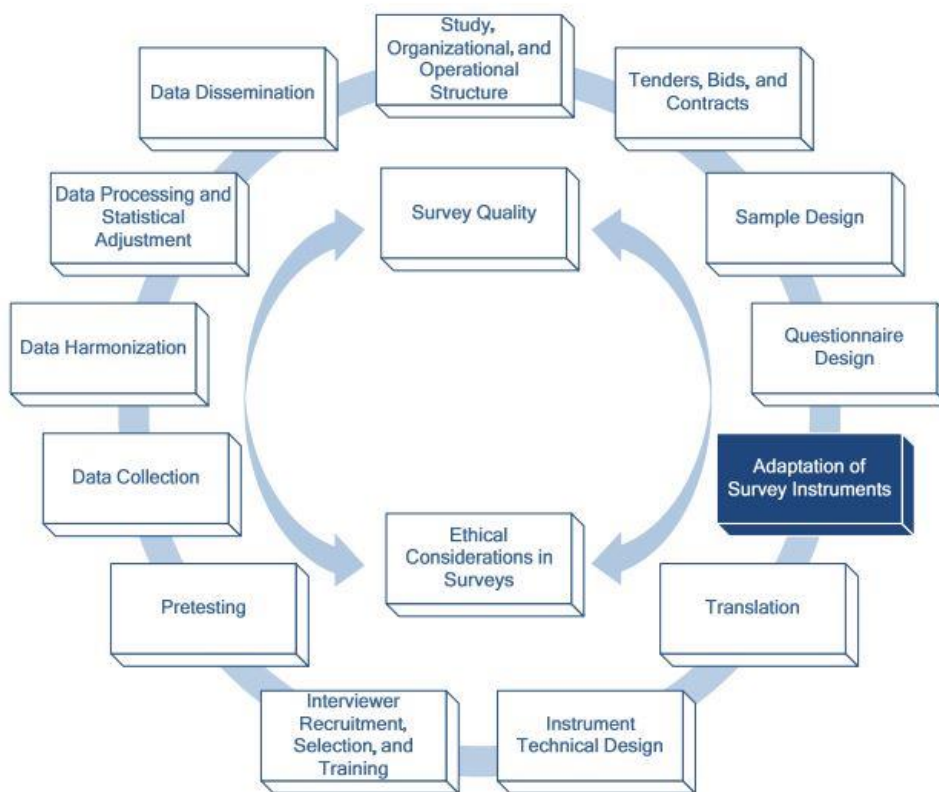 Study,
Organizational, and
Operational
Structure
Tenders, Bids, and
Contracts
Sample Design
Questionnaire
Design
Adaptation of
Survey Instruments
Translation
Instrument
Technical Design
Interviewer
Recruitment,
Selection, and
Training
Pretesting
Data Collection
Data Harmonization
Data Processing and
Statistical
Adjustment
Data Dissemination
Survey Quality
Ethical
Considerations in
Surveys